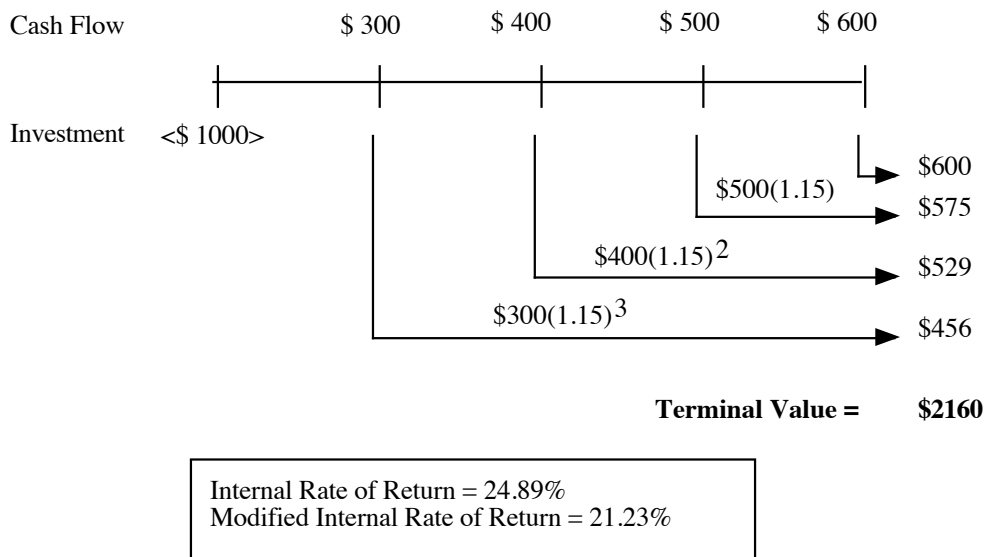 Cash Flow $ 300 $ 400 $ 500 $ 600
Investment <$ 1000>
$600
$500(1.15)
$575
$400(1.15)2
$529
$300(1.15)3
$456
Terminal Value = $2160
Internal Rate of Return = 24.89%
Modified Internal Rate of Return = 21.23%